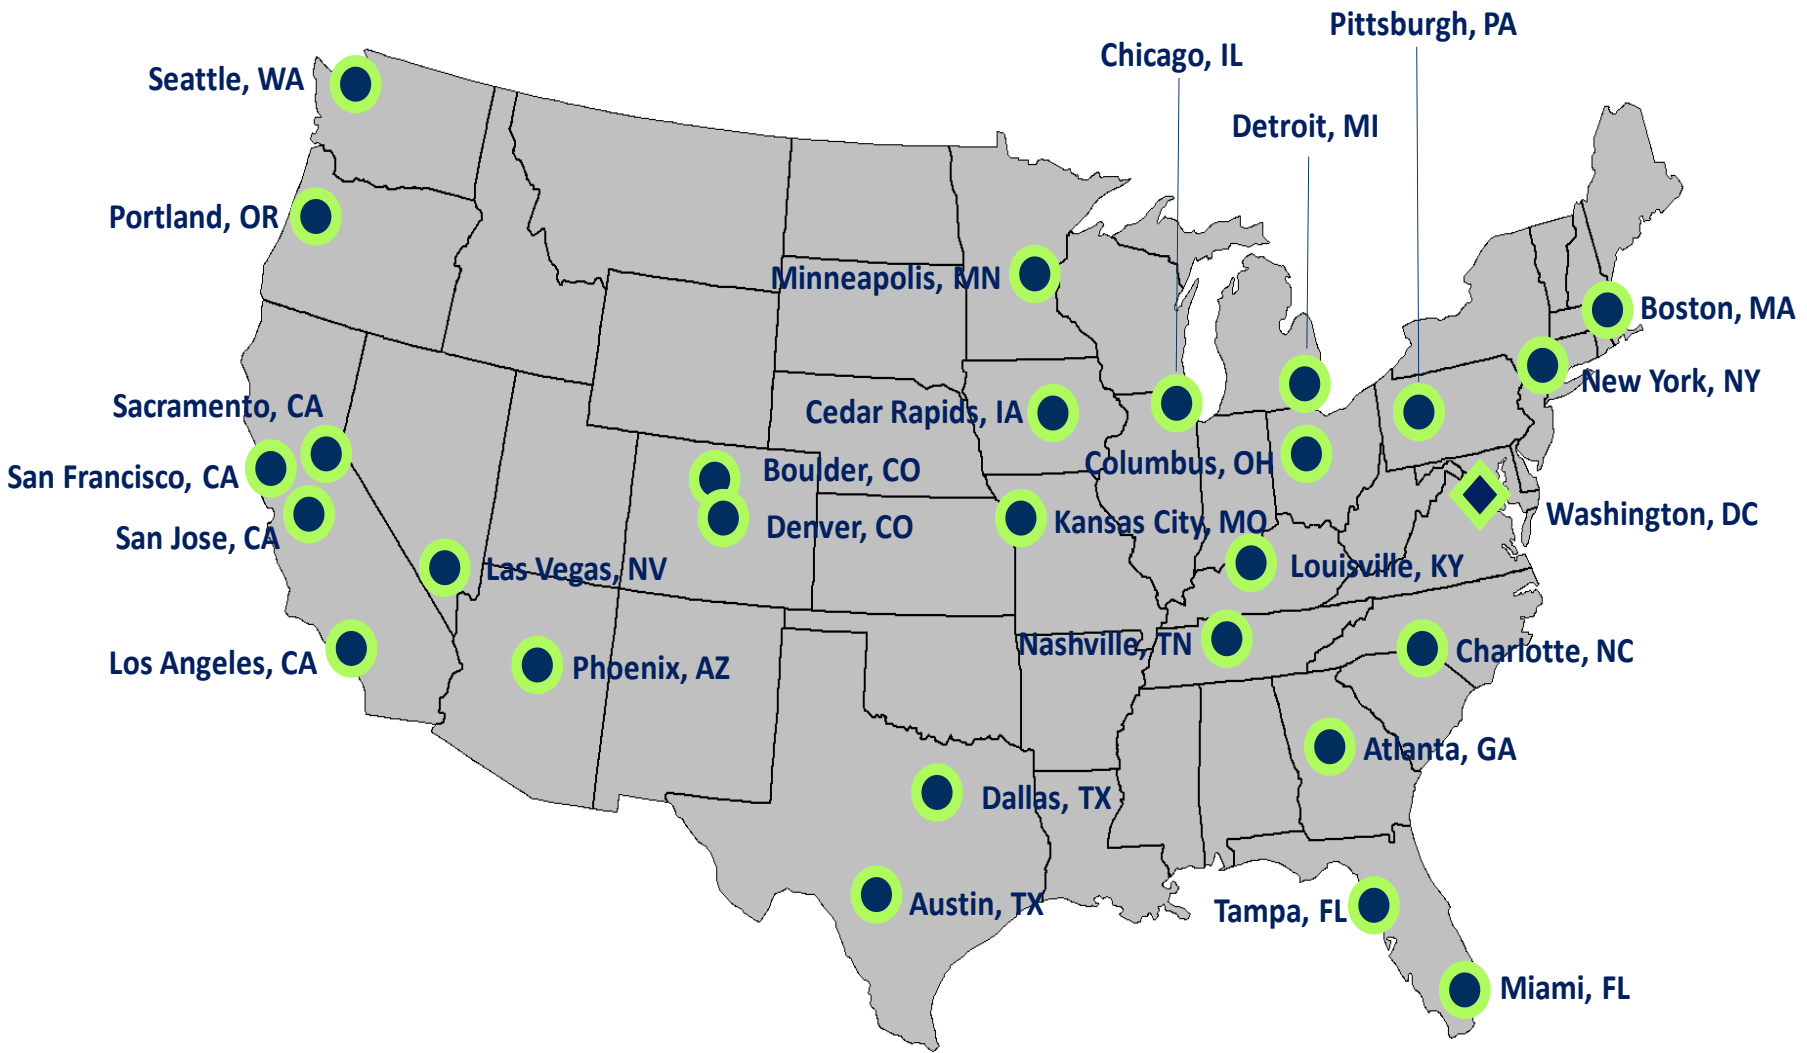 Pittsburgh, PA
Chicago, IL
Seattle, WA
Detroit, MI
Portland, OR
Minneapolis, MN
Boston, MA
New York, NY
Sacramento, CA
Cedar Rapids, IA
Columbus, OH
Boulder, CO
San Francisco, CA
Washington, DC
Denver, CO
Kansas City, MO
San Jose, CA
Las Vegas, NV
Louisville, KY
Nashville, TN
Charlotte, NC
Los Angeles, CA
Phoenix, AZ
Atlanta, GA
Dallas, TX
Austin, TX
Tampa, FL
Miami, FL